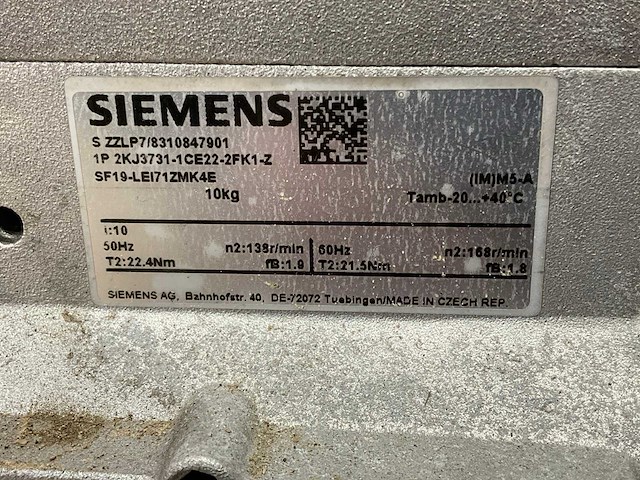 SIEMENS
S ZZLP7/8310847901
1P 2KJ3731-1CE22-2FK1-Z
SF19-LEI71ZMK4E (IM)M5-A
10kg Tamb-20...+40°C
i:10
50Hz n2:138r/min 60Hz n2:168r/min
T2:22.4Nm fB:1.9 T2:21.5Nm fB:1.8
SIEMENS AG, Bahnhofstr. 40, DE-72072 Tuebingen/MADE IN CZECH REP.